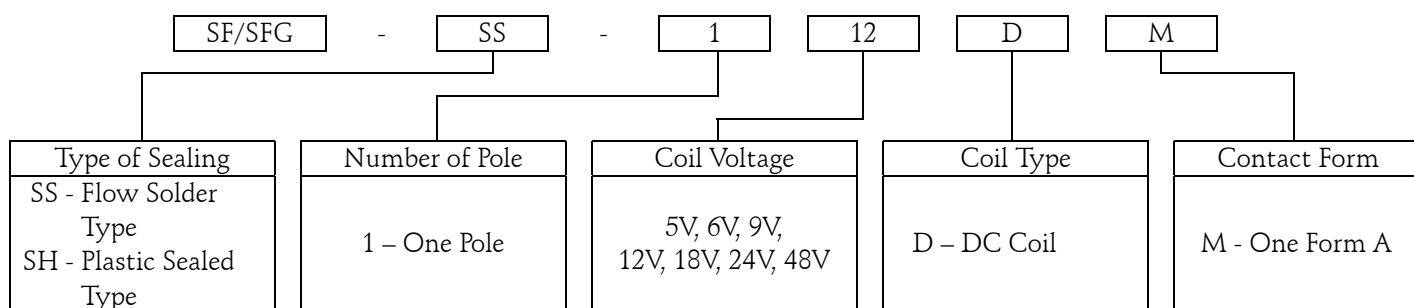 SF/SFG - SS - 1 12 D M
Type of Sealing
SS - Flow Solder
Type
SH - Plastic Sealed
Type
Number of Pole
1 – One Pole
Coil Voltage
5V, 6V, 9V,
12V, 18V, 24V, 48V
Coil Type
D – DC Coil
Contact Form
M - One Form A